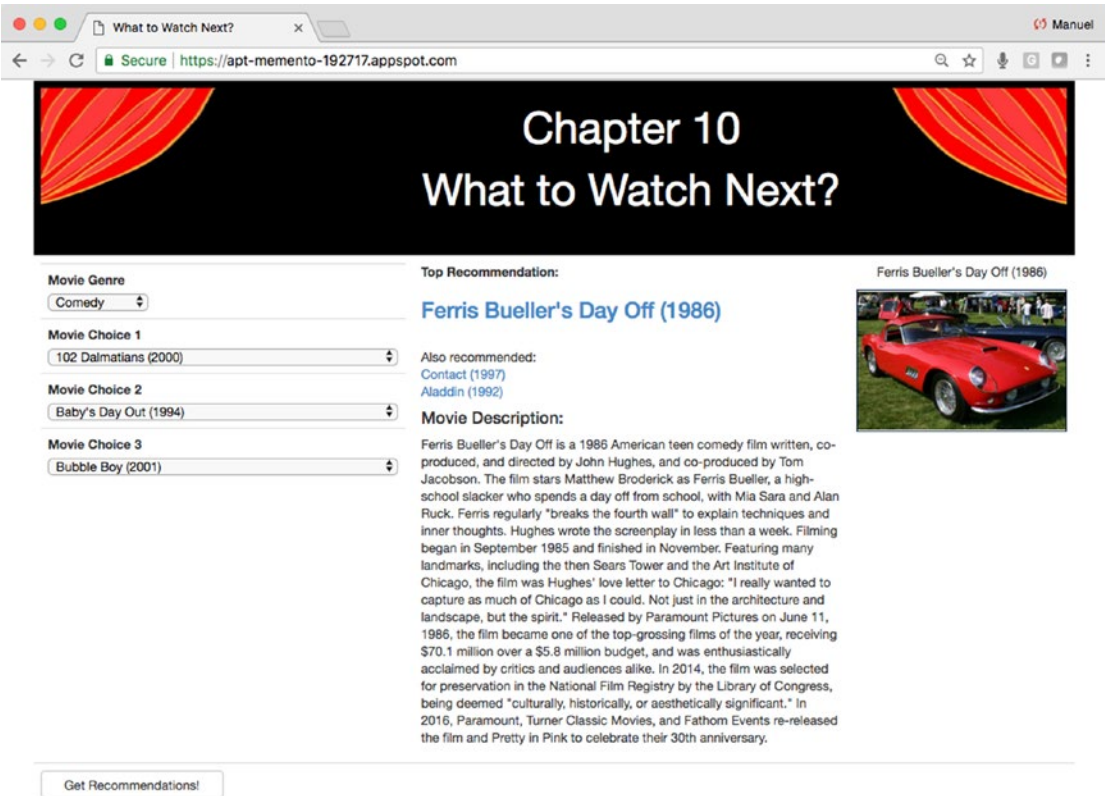 What to Watch Next?
Manuel
Secure | https://apt-memento-192717.appspot.com
G
Chapter 10
What to Watch Next?
Movie Genre
Comedy
Movie Choice 1
102 Dalmatians (2000)
Movie Choice 2
Baby's Day Out (1994)
Movie Choice 3
Bubble Boy (2001)
Top Recommendation:
Ferris Bueller's Day Off (1986)
Also recommended:
Contact (1997)
Aladdin (1992)
Movie Description:
Ferris Bueller's Day Off is a 1986 American teen comedy film written, co-
produced, and directed by John Hughes, and co-produced by Tom
Jacobson. The film stars Matthew Broderick as Ferris Bueller, a high-
school slacker who spends a day off from school, with Mia Sara and Alan
Ruck. Ferris regularly "breaks the fourth wall" to explain techniques and
inner thoughts. Hughes wrote the screenplay in less than a week. Filming
began in September 1985 and finished in November. Featuring many
landmarks, including the then Sears Tower and the Art Institute of
Chicago, the film was Hughes' love letter to Chicago: "I really wanted to
capture as much of Chicago as I could. Not just in the architecture and
landscape, but the spirit." Released by Paramount Pictures on June 11,
1986, the film became one of the top-grossing films of the year, receiving
$70.1 million over a $5.8 million budget, and was enthusiastically
acclaimed by critics and audiences alike. In 2014, the film was selected
for preservation in the National Film Registry by the Library of Congress,
being deemed "culturally, historically, or aesthetically significant." In
2016, Paramount, Turner Classic Movies, and Fathom Events re-released
the film and Pretty in Pink to celebrate their 30th anniversary.
Ferris Bueller's Day Off (1986)
Get Recommendations!